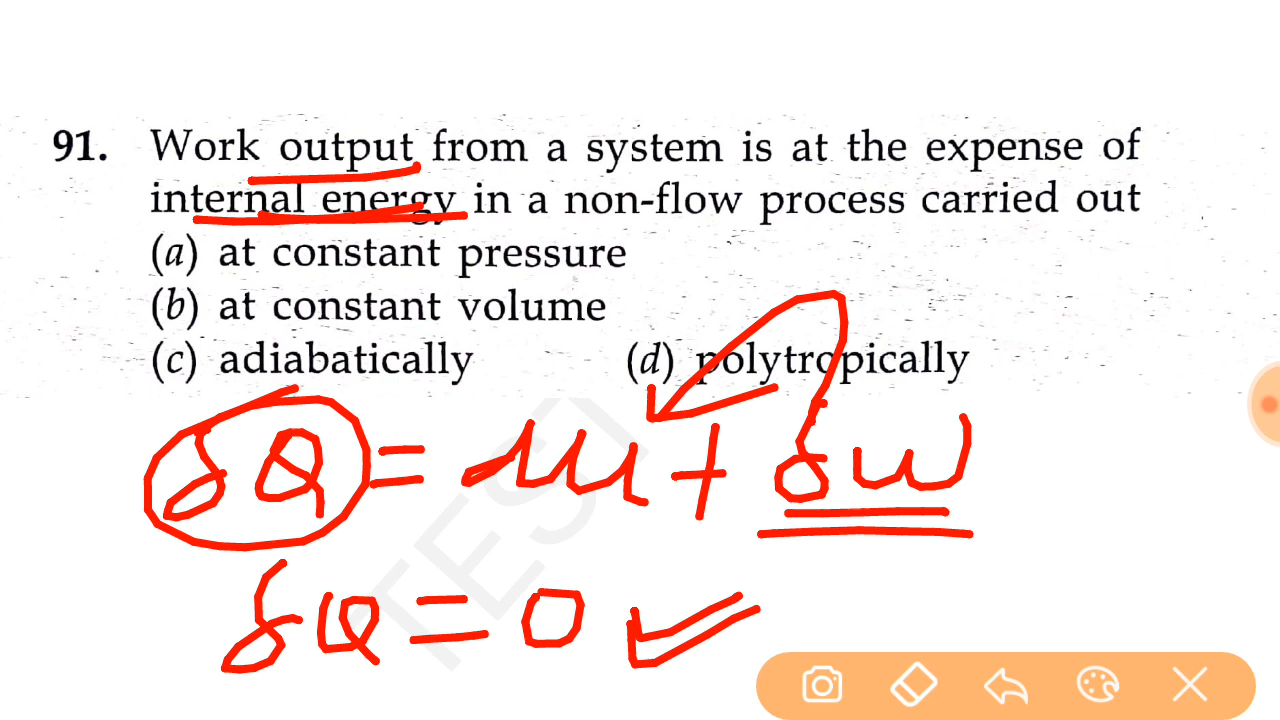 91. Work output from a system is at the expense of
internal energy in a non-flow process carried out
(a) at constant pressure
(b) at constant volume
(c) adiabatically (d) polytropically
δQ = du + δw
δQ = 0 ✓
TEST